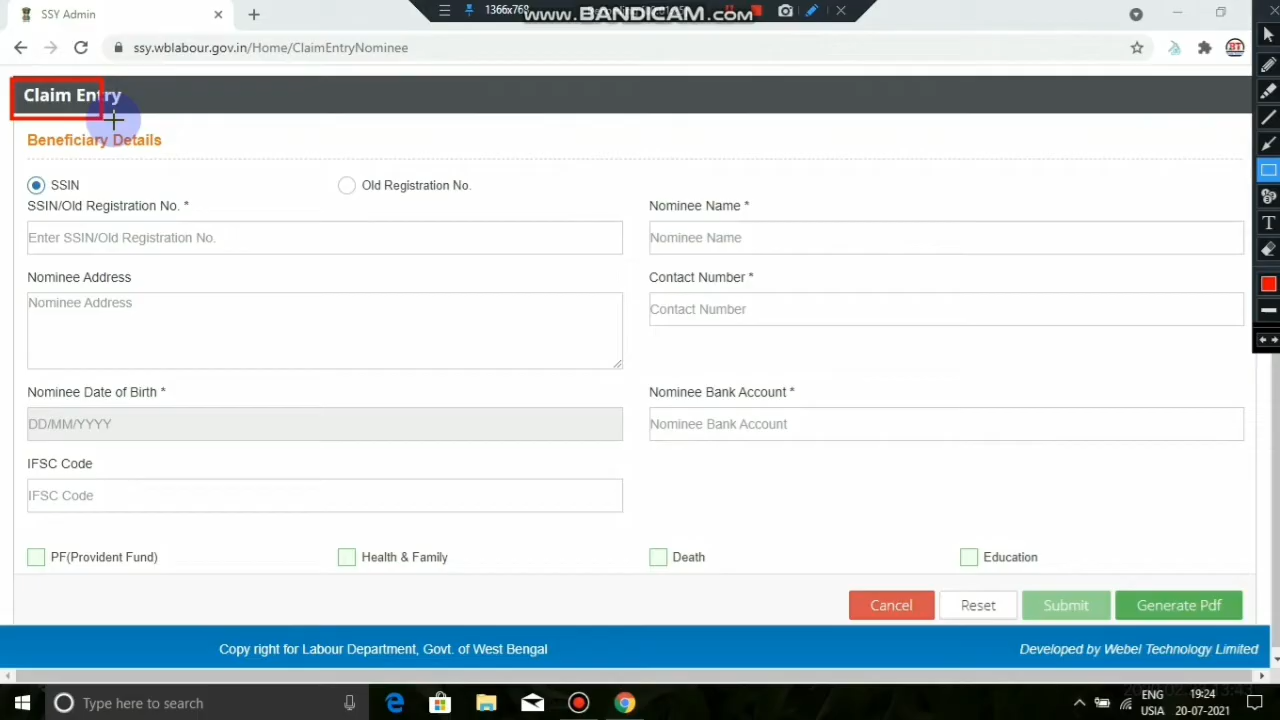 SSY Admin
1366x768
www.BANDICAM.com
ssy.wblabour.gov.in/Home/ClaimEntryNominee
Claim Entry
Beneficiary Details
SSIN
Old Registration No.
SSIN/Old Registration No. *
Nominee Name *
Enter SSIN/Old Registration No.
Nominee Name
Nominee Address
Contact Number *
Nominee Address
Contact Number
Nominee Date of Birth *
Nominee Bank Account *
DD/MM/YYYY
Nominee Bank Account
IFSC Code
IFSC Code
PF(Provident Fund)
Health & Family
Death
Education
Cancel
Reset
Submit
Generate Pdf
Copy right for Labour Department, Govt. of West Bengal
Developed by Webel Technology Limited
Type here to search
ENG
USIA
19:24
20-07-2021